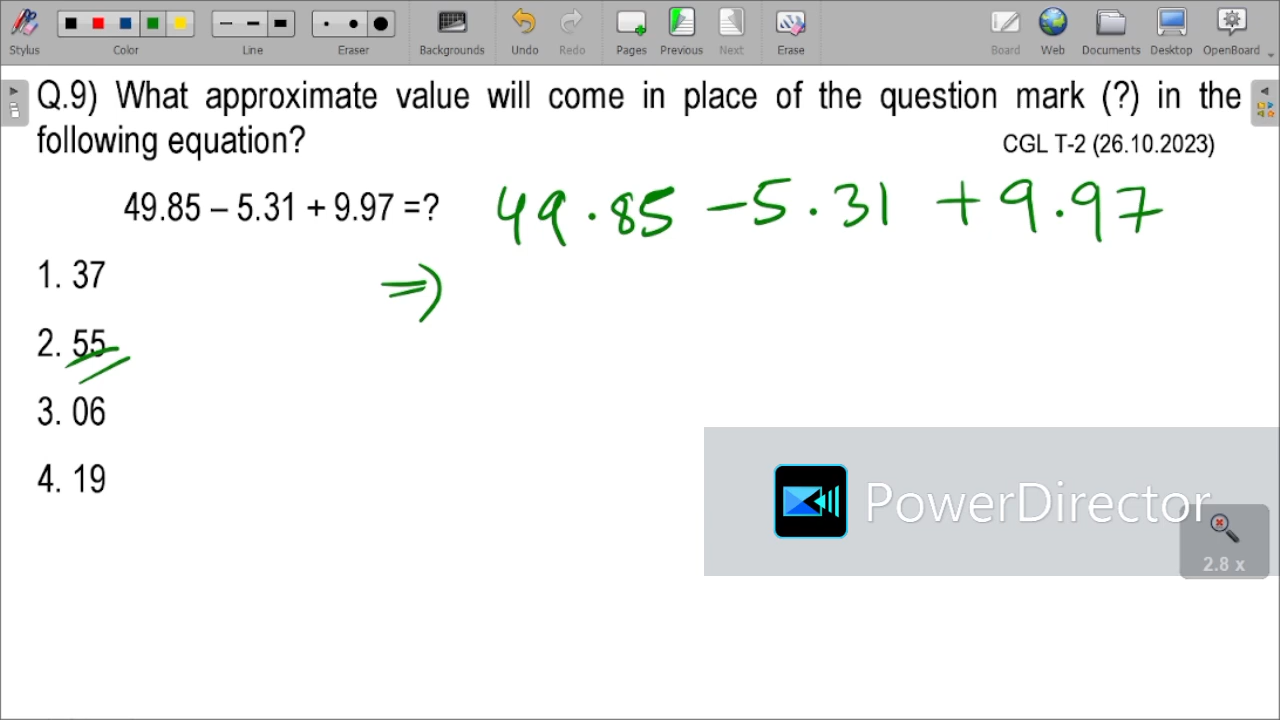 Stylus Color Line Eraser Backgrounds Undo Redo Pages Previous Next Erase Board Web Documents Desktop OpenBoard
Q.9) What approximate value will come in place of the question mark (?) in the
following equation? CGL T-2 (26.10.2023)
49.85 – 5.31 + 9.97 =? 49.85 -5.31 +9.97
⇒
1. 37
2. 55
3. 06
4. 19
PowerDirector
2.8 x